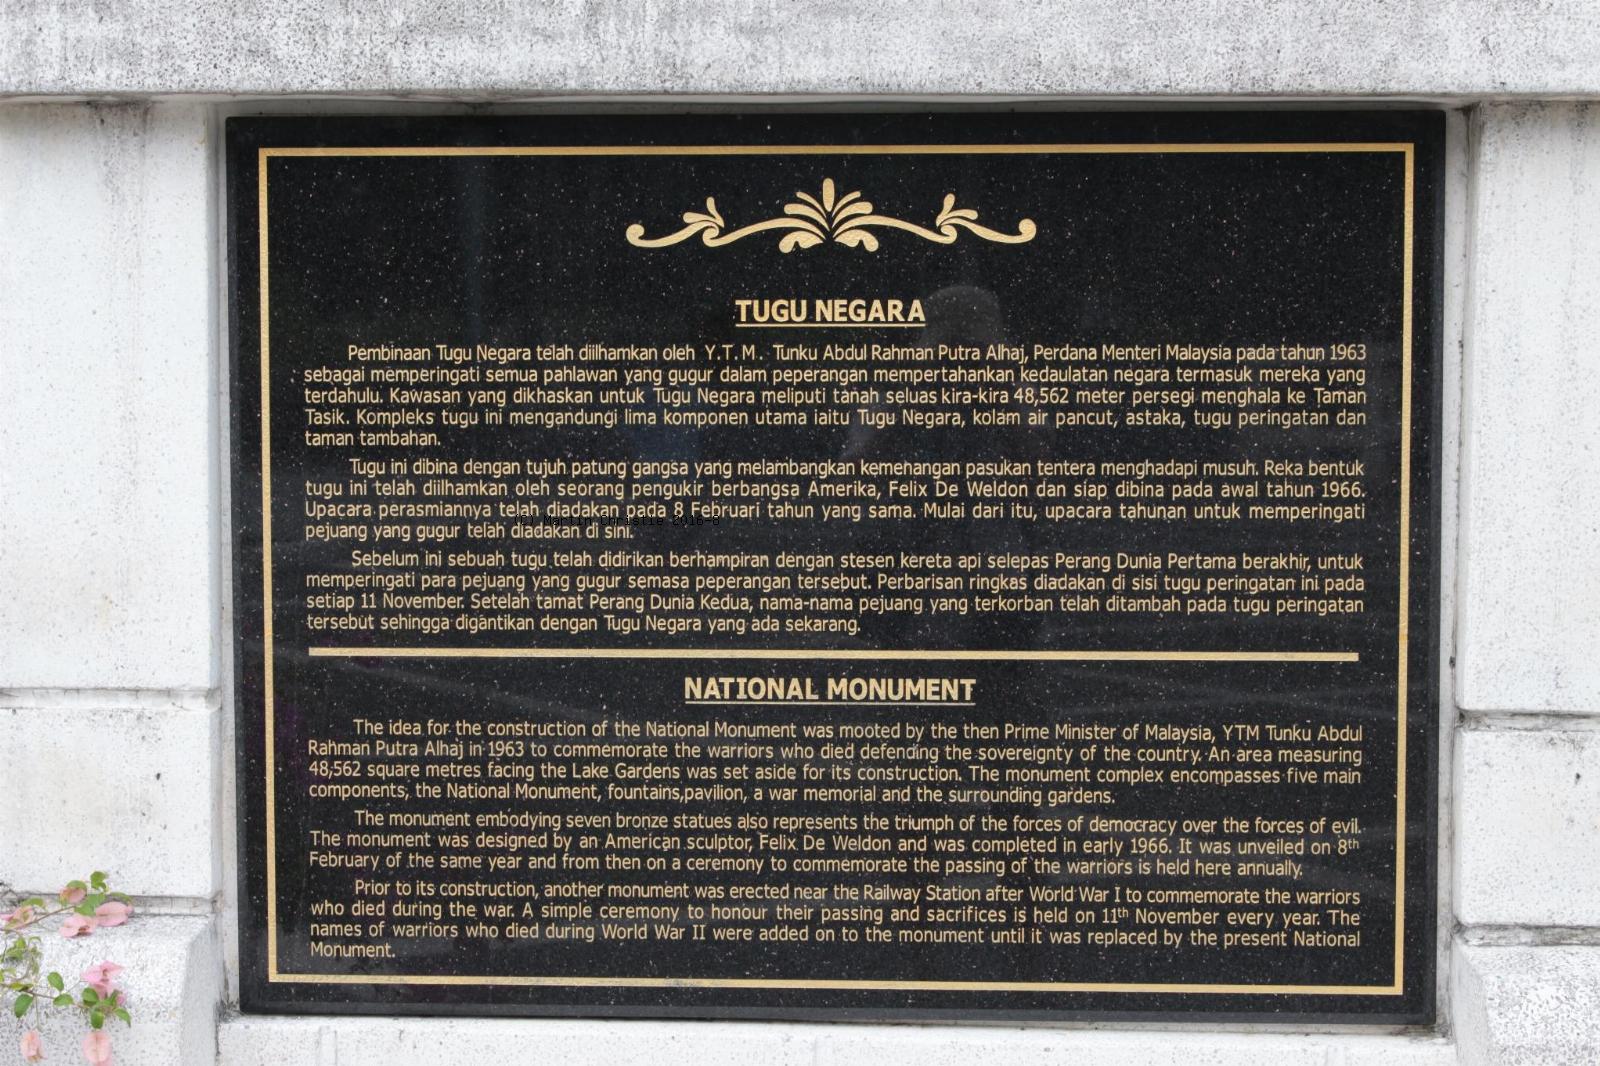 TUGU NEGARA
Pembinaan Tugu Negara telah diilhamkan oleh Y.T.M. Tunku Abdul Rahman Putra Alhaj, Perdana Menteri Malaysia pada tahun 1963
sebagai memperingati semua pahlawan yang gugur dalam peperangan mempertahankan kedaulatan negara termasuk mereka yang
terdahulu. Kawasan yang dikhaskan untuk Tugu Negara meliputi tanah seluas kira-kira 48,562 meter persegi menghala ke Taman
Tasik. Kompleks tugu ini mengandungi lima komponen utama iaitu Tugu Negara, kolam air pancut, astaka, tugu peringatan dan
taman tambahan.
Tugu ini dibina dengan tujuh patung gangsa yang melambangkan kemenangan pasukan tentera menghadapi musuh. Reka bentuk
tugu ini telah diilhamkan oleh seorang pengukir berbangsa Amerika, Felix De Weldon dan siap dibina pada awal tahun 1966.
Upacara perasmiannya telah diadakan pada 8 Februari tahun yang sama. Mulai dari itu, upacara tahunan untuk memperingati
(C) Martin Christie 2016-8
pejuang yang gugur telah diadakan di sini.
Sebelum ini sebuah tugu telah didirikan berhampiran dengan stesen kereta api selepas Perang Dunia Pertama berakhir, untuk
memperingati para pejuang yang gugur semasa peperangan tersebut. Perbarisan ringkas diadakan di sisi tugu peringatan ini pada
setiap 11 November. Setelah tamat Perang Dunia Kedua, nama-nama pejuang yang terkorban telah ditambah pada tugu peringatan
tersebut sehingga digantikan dengan Tugu Negara yang ada sekarang.
NATIONAL MONUMENT
The idea for the construction of the National Monument was mooted by the then Prime Minister of Malaysia, YTM Tunku Abdul
Rahman Putra Alhaj in 1963 to commemorate the warriors who died defending the sovereignty of the country. An area measuring
48,562 square metres facing the Lake Gardens was set aside for its construction. The monument complex encompasses five main
components; the National Monument, fountains,pavilion, a war memorial and the surrounding gardens.
The monument embodying seven bronze statues also represents the triumph of the forces of democracy over the forces of evil.
The monument was designed by an American sculptor, Felix De Weldon and was completed in early 1966. It was unveiled on 8th
February of the same year and from then on a ceremony to commemorate the passing of the warriors is held here annually.
Prior to its construction, another monument was erected near the Railway Station after World War I to commemorate the warriors
who died during the war. A simple ceremony to honour their passing and sacrifices is held on 11th November every year. The
names of warriors who died during World War II were added on to the monument until it was replaced by the present National
Monument.